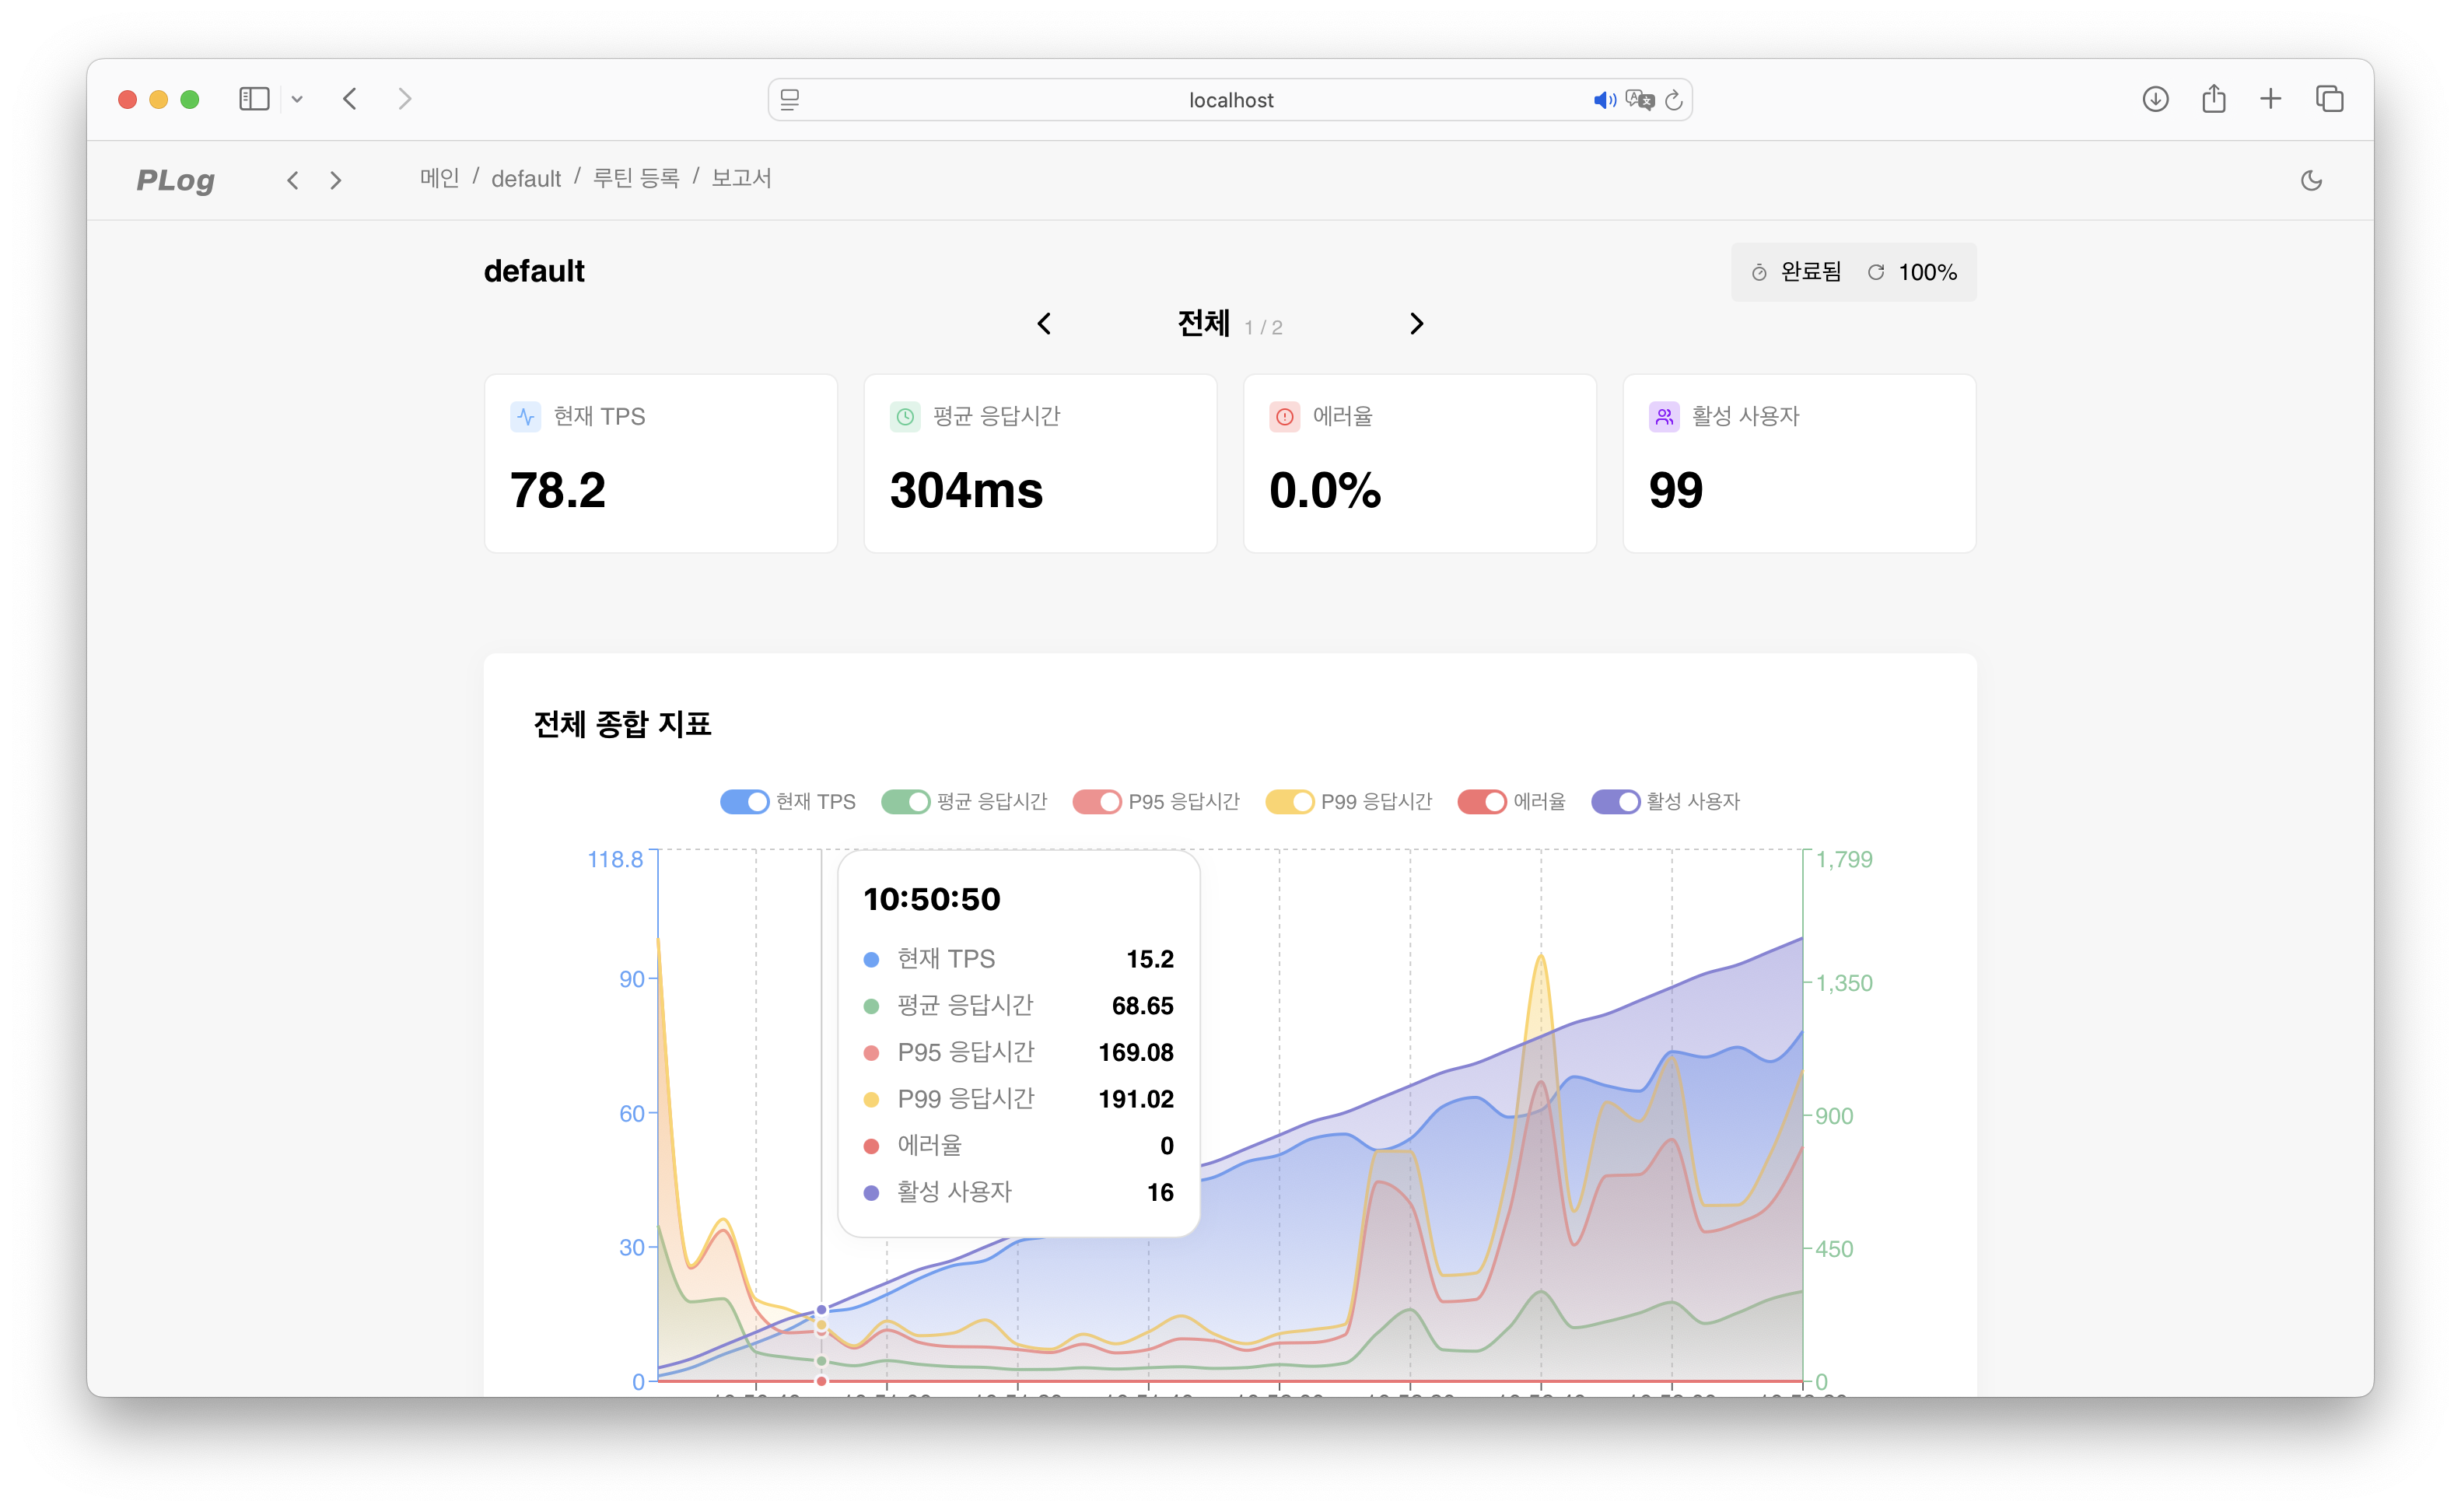 localhost
PLog
메인 / default / 루틴 등록 / 보고서
default
완료됨 100%
전체 1 / 2
현재 TPS
78.2
평균 응답시간
304ms
에러율
0.0%
활성 사용자
99
전체 종합 지표
현재 TPS 평균 응답시간 P95 응답시간 P99 응답시간 에러율 활성 사용자
118.8
90
60
30
0
10:50:50
현재 TPS 15.2
평균 응답시간 68.65
P95 응답시간 169.08
P99 응답시간 191.02
에러율 0
활성 사용자 16
1,799
1,350
900
450
0